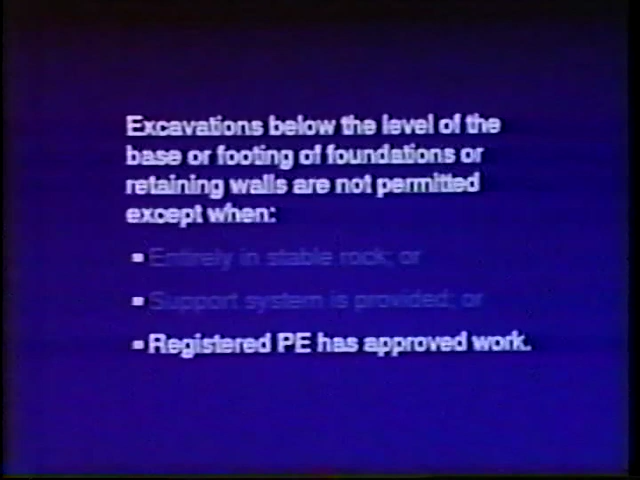 Excavations below the level of the
base or footing of foundations or
retaining walls are not permitted
except when:
▪ Entirely in stable rock; or
▪ Support system is provided; or
▪ Registered PE has approved work.